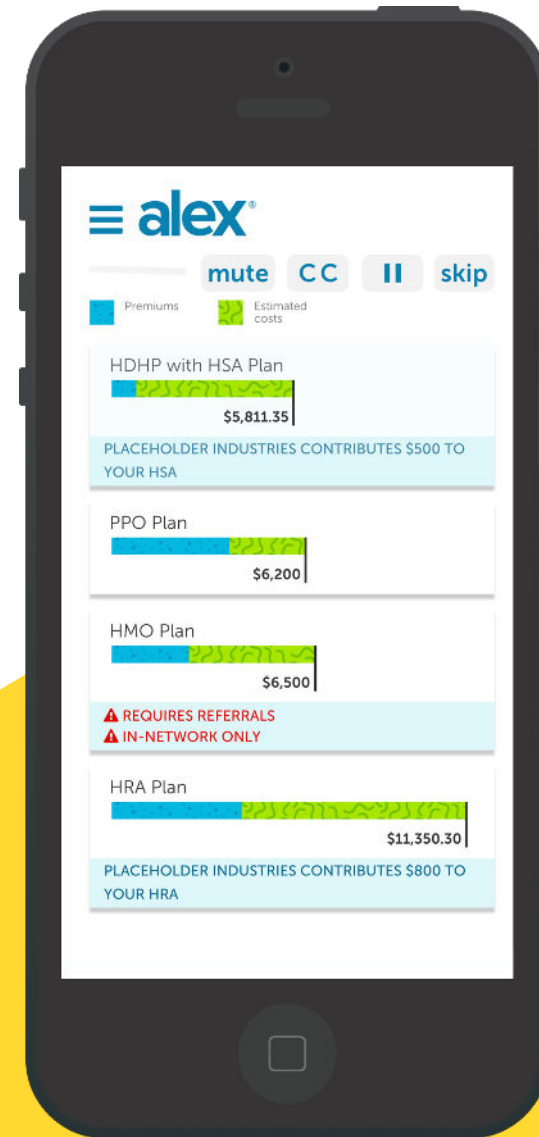 alex®
mute CC skip
Premiums Estimated
costs
HDHP with HSA Plan
$5,811.35
PLACEHOLDER INDUSTRIES CONTRIBUTES $500 TO
YOUR HSA
PPO Plan
$6,200
HMO Plan
$6,500
REQUIRES REFERRALS
IN-NETWORK ONLY
HRA Plan
$11,350.30
PLACEHOLDER INDUSTRIES CONTRIBUTES $800 TO
YOUR HRA